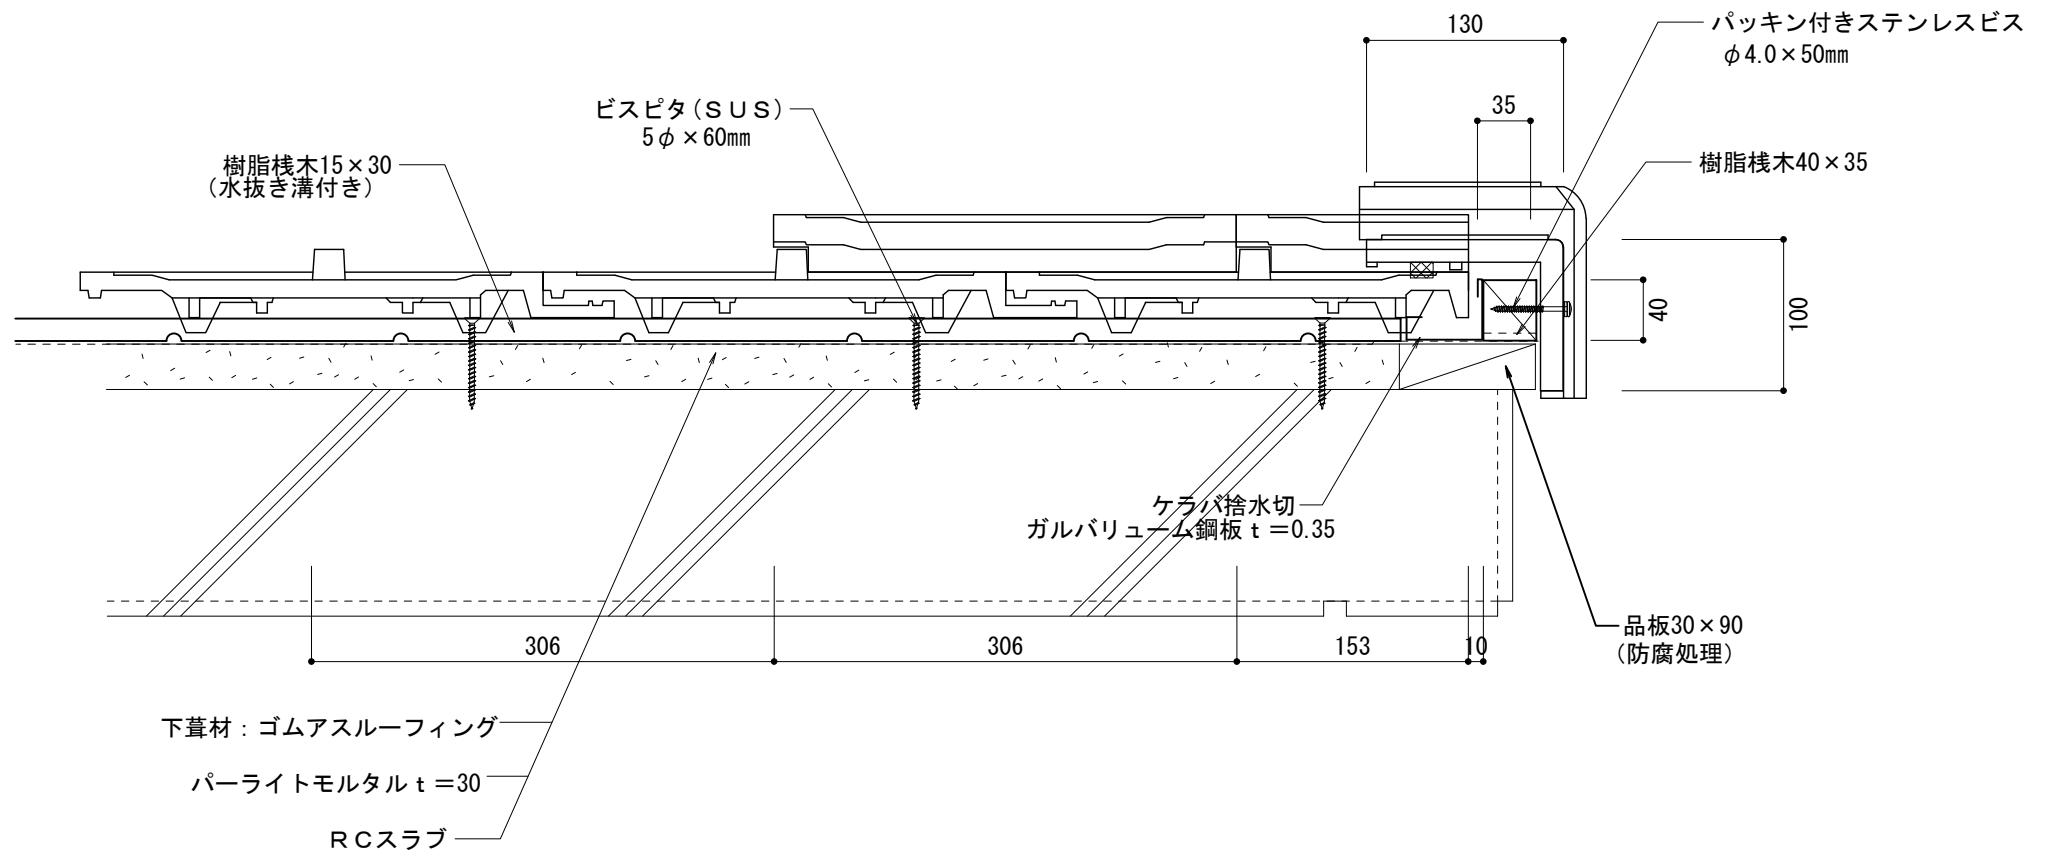 130
パッキン付きステンレスビス
φ4.0×50㎜
35
ビスピタ(ＳＵＳ)
5φ×60㎜
樹脂桟木15×30
(水抜き溝付き)
樹脂桟木40×35
40
100
ケラバ捨水切
ガルバリューム鋼板ｔ＝0.35
306
306
153
10
品板30×90
(防腐処理)
下葺材：ゴムアスルーフィング
パーライトモルタルｔ＝30
ＲＣスラブ